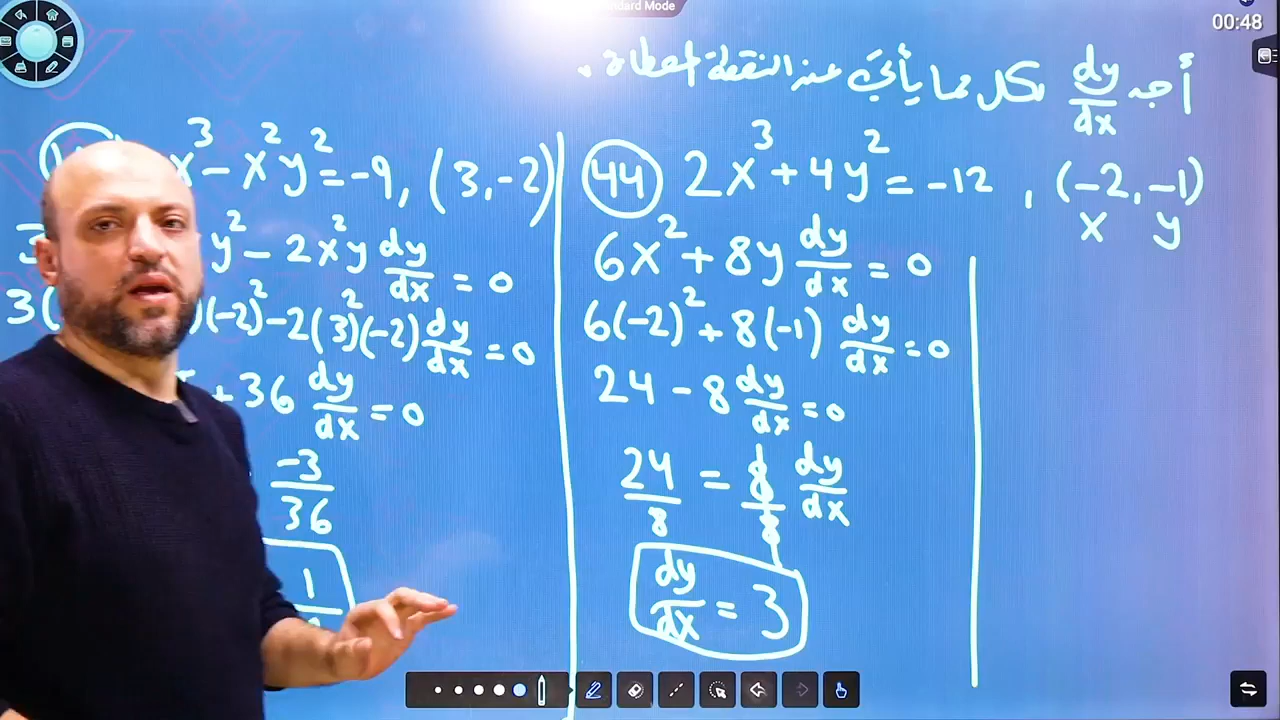 Standard Mode
00:48
أجد dy/dx لكل مما يأتي عند النقطة المعطاة.
x³ - x²y² = -9, (3, -2)
y² - 2x²y dy/dx = 0
3( )(-2)² - 2(3)²(-2) dy/dx = 0
+ 36 dy/dx = 0
-3/36
1
44 2x³ + 4y² = -12 , (-2, -1)
x y
6x² + 8y dy/dx = 0
6(-2)² + 8(-1) dy/dx = 0
24 - 8 dy/dx = 0
24/8 = 8/8 dy/dx
dy/dx = 3